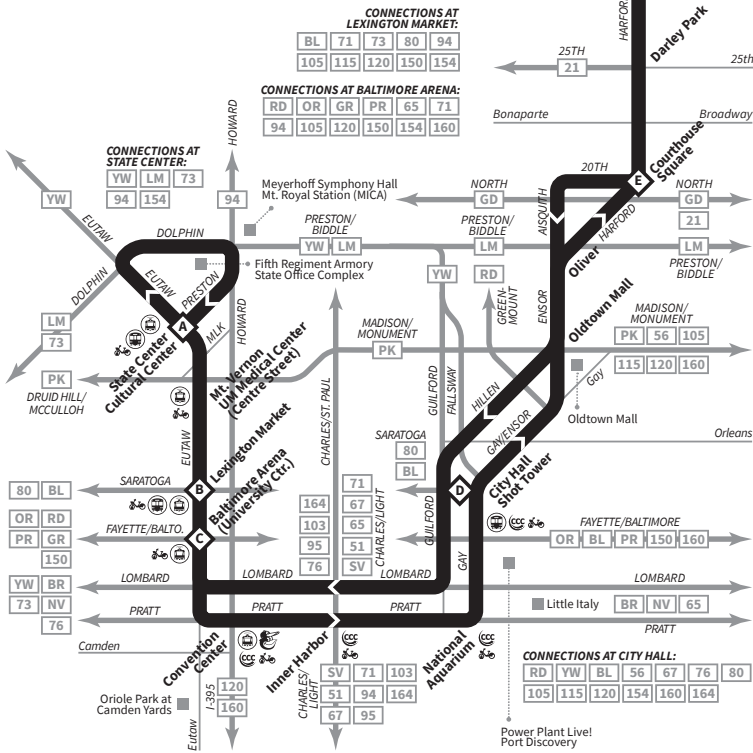 CONNECTIONS AT
LEXINGTON MARKET:
BL 71 73 80 94
105 115 120 150 154
CONNECTIONS AT BALTIMORE ARENA:
RD OR GR PR 65 71
94 105 120 150 154 160
CONNECTIONS AT
STATE CENTER:
YW LM 73
94 154
HARFORD
Darley Park
25TH
21
25th
Bonaparte
Broadway
HOWARD
94
YW
EUTAW
Meyerhoff Symphony Hall
Mt. Royal Station (MICA)
20TH
E
Courthouse
Square
NORTH
GD
NORTH
GD
21
AISQUITH
HARFORD
Oliver
DOLPHIN
PRESTON/
BIDDLE
YW LM
PRESTON/
BIDDLE
LM
LM
PRESTON/
BIDDLE
Fifth Regiment Armory
State Office Complex
DOLPHIN
EUTAW
PRESTON
YW
RD
GREEN-
MOUNT
ENSOR
Oldtown Mall
LM
73
A
State Center
Cultural Center
MLK
HOWARD
Mt. Vernon
UM Medical Center
(Centre Street)
MADISON/
MONUMENT
PK
MADISON/
MONUMENT
PK 56 105
115 120 160
Gay
PK
DRUID HILL/
MCCULLOH
CHARLES/ST. PAUL
GUILFORD
FALLSWAY
HILLEN
Oldtown Mall
GAY/ENSOR
Orleans
EUTAW
Lexington Market
Baltimore Arena
(University Ctr.)
SARATOGA
80
BL
SARATOGA
80 BL
B
D
City Hall
Shot Tower
OR RD
PR GR
150
FAYETTE/BALTO.
C
164
103
95
76
71
67
65
51
SV
CHARLES/LIGHT
GUILFORD
GAY
CCC
FAYETTE/BALTIMORE
OR BL PR 150 160
YW BR
73 NV
76
LOMBARD
LOMBARD
LOMBARD
LOMBARD
PRATT
PRATT
PRATT
PRATT
Little Italy
BR NV 65
Camden
Convention
Center
CCC
Inner Harbor
CCC
National
Aquarium
CCC
CONNECTIONS AT CITY HALL:
RD YW BL 56 67 76 80
105 115 120 154 160 164
Oriole Park at
Camden Yards
Eutaw
I-395
120
160
CHARLES/
LIGHT
SV 71 103
51 94 164
67 95
Power Plant Live!
Port Discovery